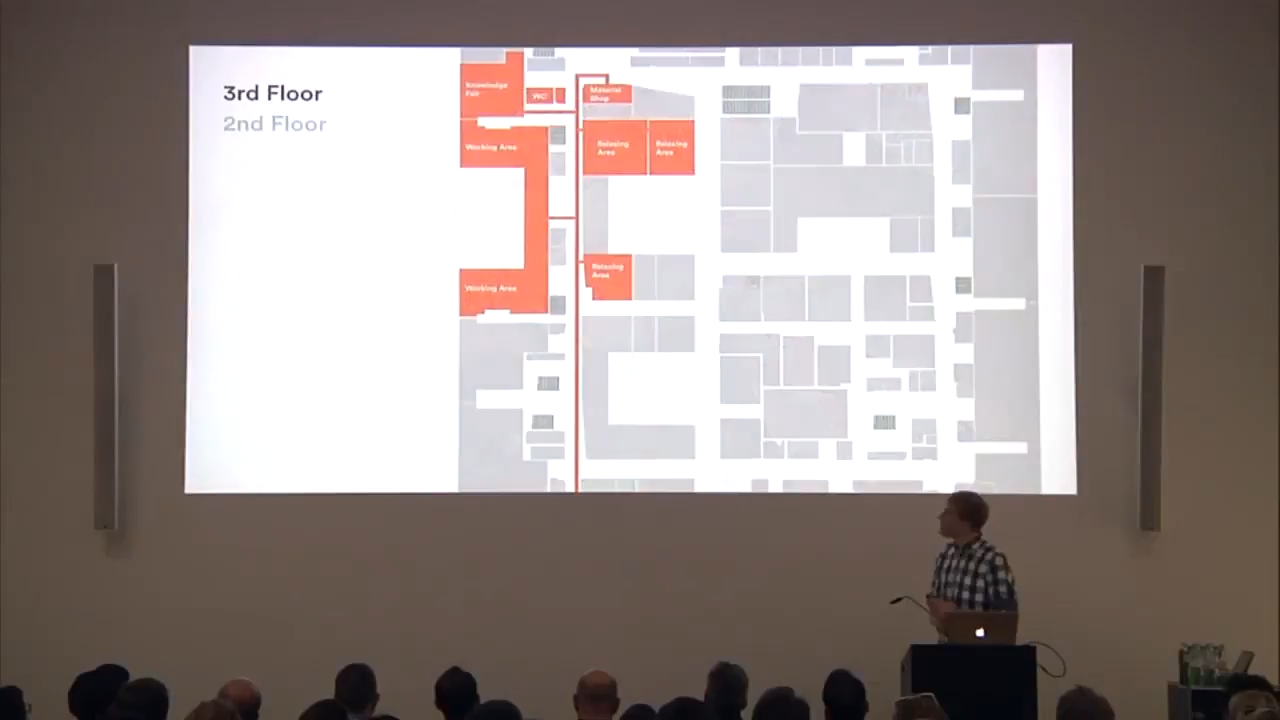 3rd Floor
2nd Floor
Knowledge
Fair
WC
Material
Shop
Working Area
Relaxing
Area
Relaxing
Area
Relaxing
Area
Working Area